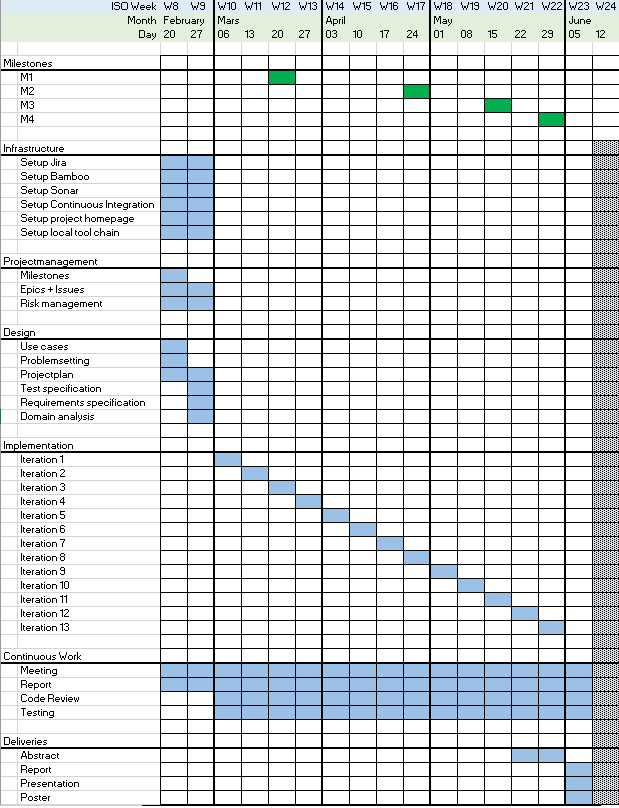 ISO Week W8 W9 W10 W11 W12 W13 W14 W15 W16 W17 W18 W19 W20 W21 W22 W23 W24
Month February Mars April May June
Day 20 27 06 13 20 27 03 10 17 24 01 08 15 22 29 05 12
Milestones
M1
M2
M3
M4
Infrastructure
Setup Jira
Setup Bamboo
Setup Sonar
Setup Continuous Integration
Setup project homepage
Setup local tool chain
Projectmanagement
Milestones
Epics + Issues
Risk management
Design
Use cases
Problemsetting
Projectplan
Test specification
Requirements specification
Domain analysis
Implementation
Iteration 1
Iteration 2
Iteration 3
Iteration 4
Iteration 5
Iteration 6
Iteration 7
Iteration 8
Iteration 9
Iteration 10
Iteration 11
Iteration 12
Iteration 13
Continuous Work
Meeting
Report
Code Review
Testing
Deliveries
Abstract
Report
Presentation
Poster